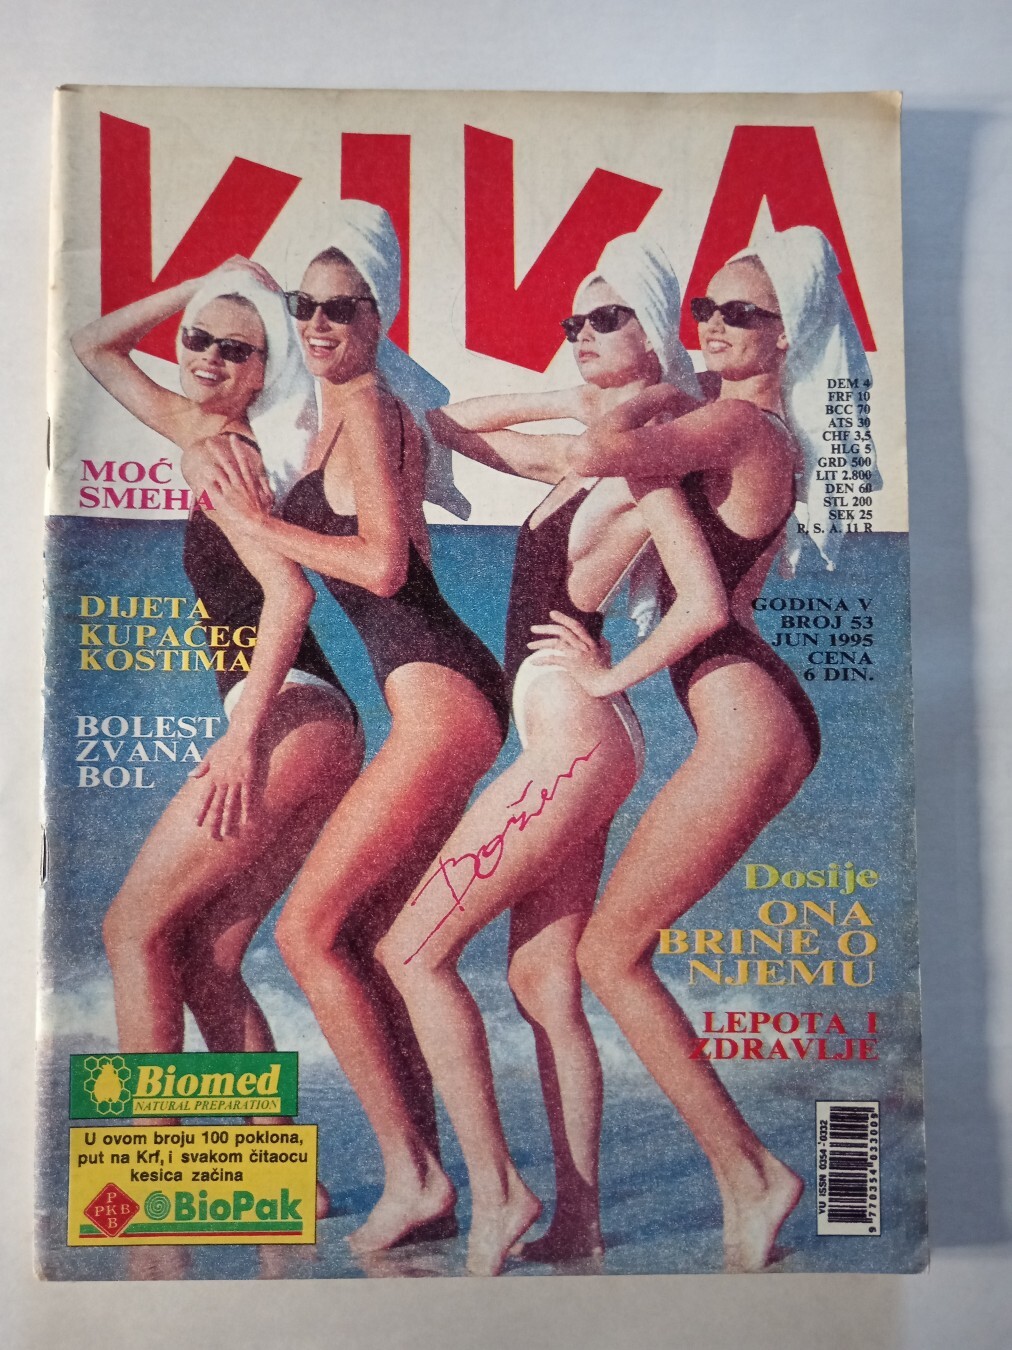 VIVA
DEM 4
FRF 10
BCC 70
ATS 30
CHF 3,5
HLG 5
GRD 500
LIT 2.800
DEN 60
STL 200
SEK 25
R. S. A. 11 R
MOĆ
SMEHA
DIJETA
KUPAĆEG
KOSTIMA
GODINA V
BROJ 53
JUN 1995
CENA
6 DIN.
BOLEST
ZVANA
BOL
Dosije
ONA
BRINE O
NJEMU
LEPOTA I
ZDRAVLJE
Biomed
NATURAL PREPARATION
U ovom broju 100 poklona,
put na Krf, i svakom čitaocu
kesica začina
PKB
BioPak
YU ISSN 0354-0332
9 770354 033009